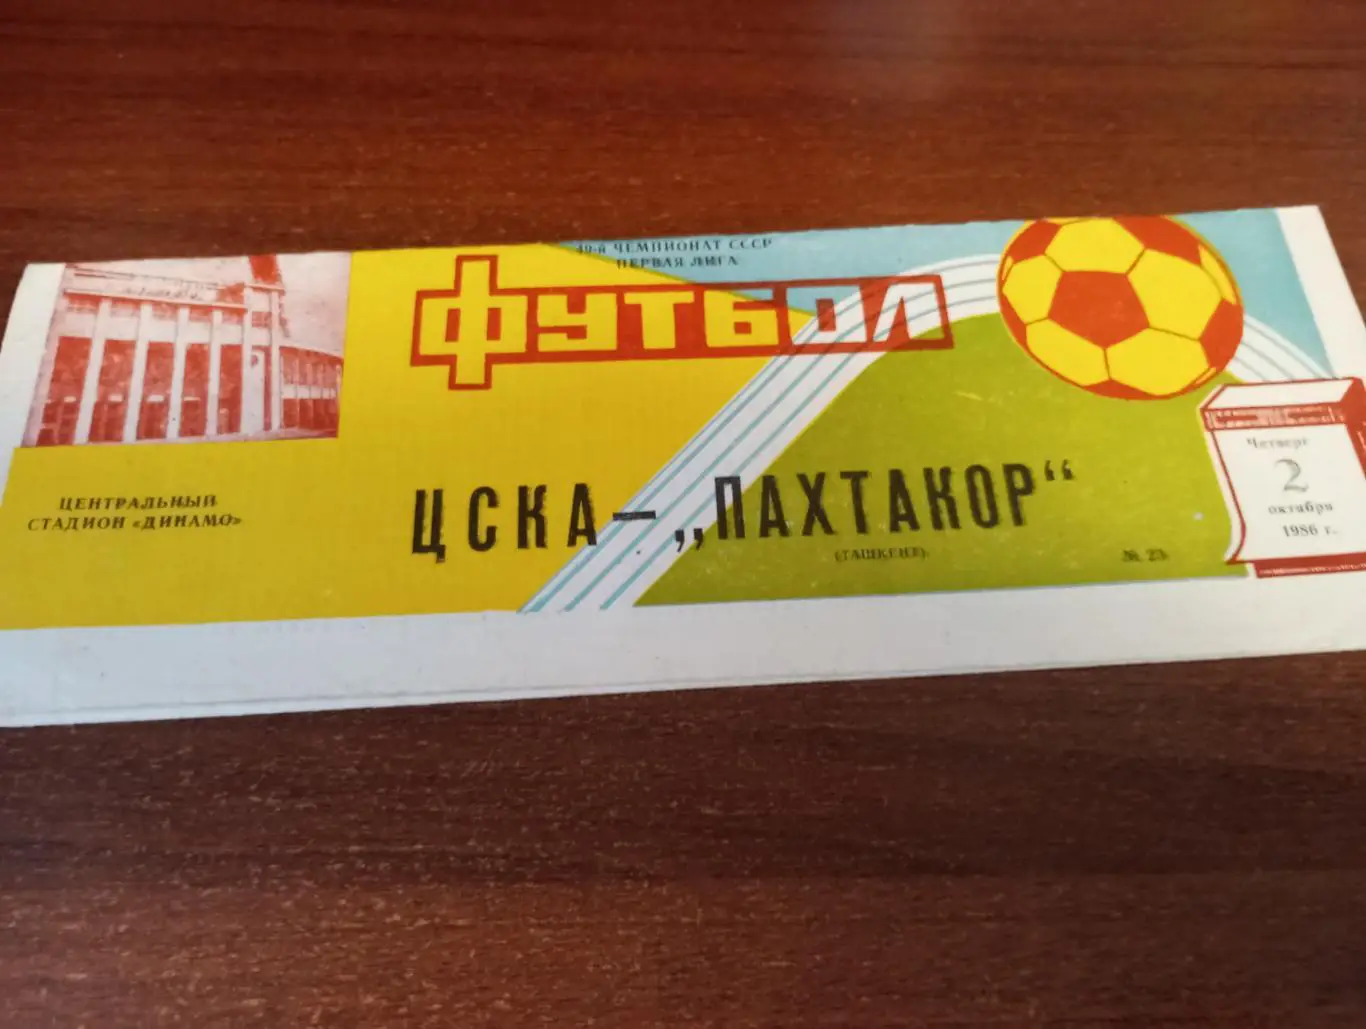 49-й ЧЕМПИОНАТ СССР
ПЕРВАЯ ЛИГА
ФУТБОЛ
ЦЕНТРАЛЬНЫЙ
СТАДИОН «ДИНАМО»
ЦСКА — „ПАХТАКОР“
(ТАШКЕНТ)
№ 23
Четверг
2
октября
1986 г.